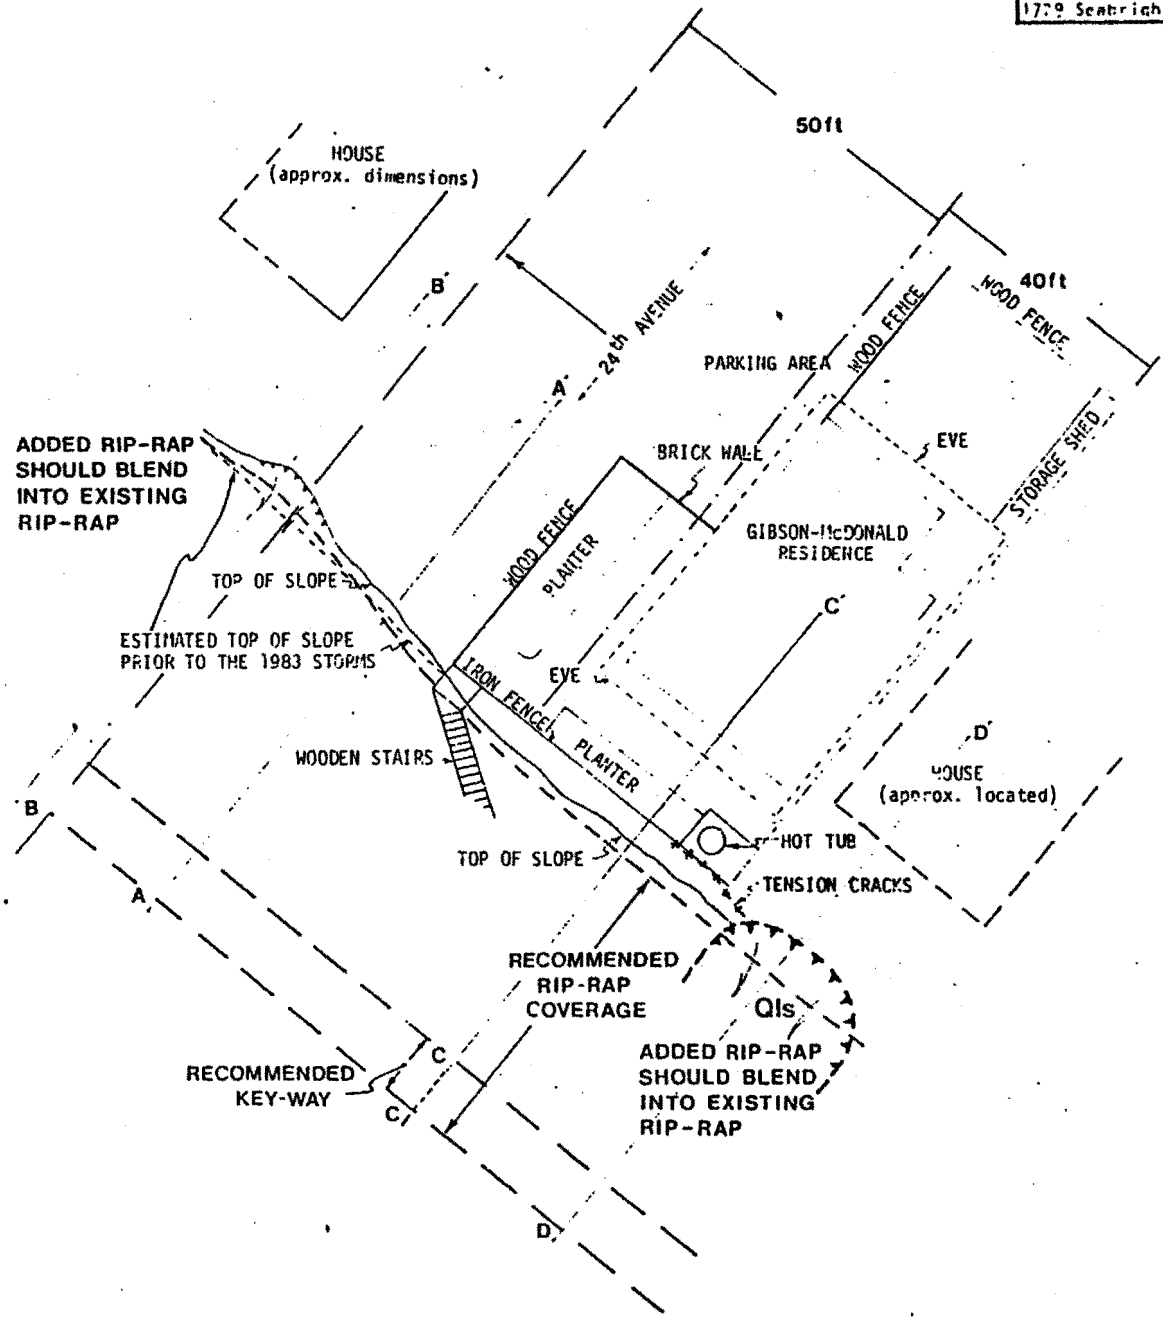 1729 Seabrigh
50ft
HOUSE
(approx. dimensions)
40ft
B'
WOOD FENCE
WOOD FENCE
24th AVENUE
PARKING AREA
A'
ADDED RIP-RAP
SHOULD BLEND
INTO EXISTING
RIP-RAP
BRICK WALL
EVE
STORAGE SHED
WOOD FENCE
PLANTER
GIBSON-McDONALD
RESIDENCE
TOP OF SLOPE
C'
ESTIMATED TOP OF SLOPE
PRIOR TO THE 1983 STORMS
IRON FENCE
EVE
D'
WOODEN STAIRS
PLANTER
HOUSE
(approx. located)
B
TOP OF SLOPE
HOT TUB
A
TENSION CRACKS
RECOMMENDED
RIP-RAP
COVERAGE
Qls
ADDED RIP-RAP
SHOULD BLEND
INTO EXISTING
RIP-RAP
C
RECOMMENDED
KEY-WAY
C
D